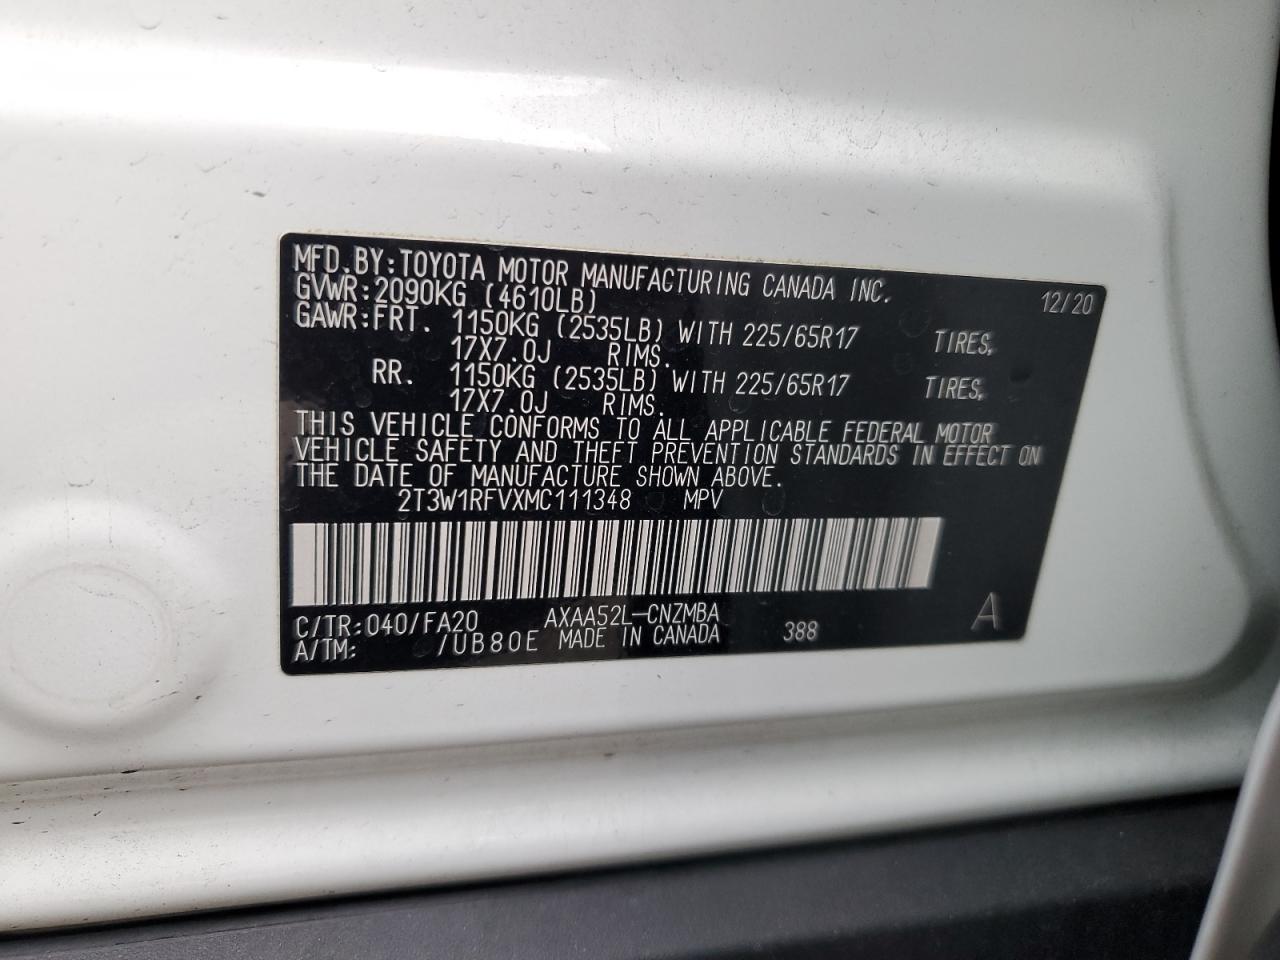 MFD.BY:TOYOTA MOTOR MANUFACTURING CANADA INC. 12/20
GVWR:2090KG (4610LB)
GAWR:FRT. 1150KG (2535LB) WITH 225/65R17 TIRES,
17X7.0J RIMS.
RR. 1150KG (2535LB) WITH 225/65R17 TIRES,
17X7.0J RIMS.
THIS VEHICLE CONFORMS TO ALL APPLICABLE FEDERAL MOTOR
VEHICLE SAFETY AND THEFT PREVENTION STANDARDS IN EFFECT ON
THE DATE OF MANUFACTURE SHOWN ABOVE.
2T3W1RFVXMC111348 MPV
C/TR:040/FA20 AXAA52L-CNZMBA
A/TM: /UB80E MADE IN CANADA 388 A